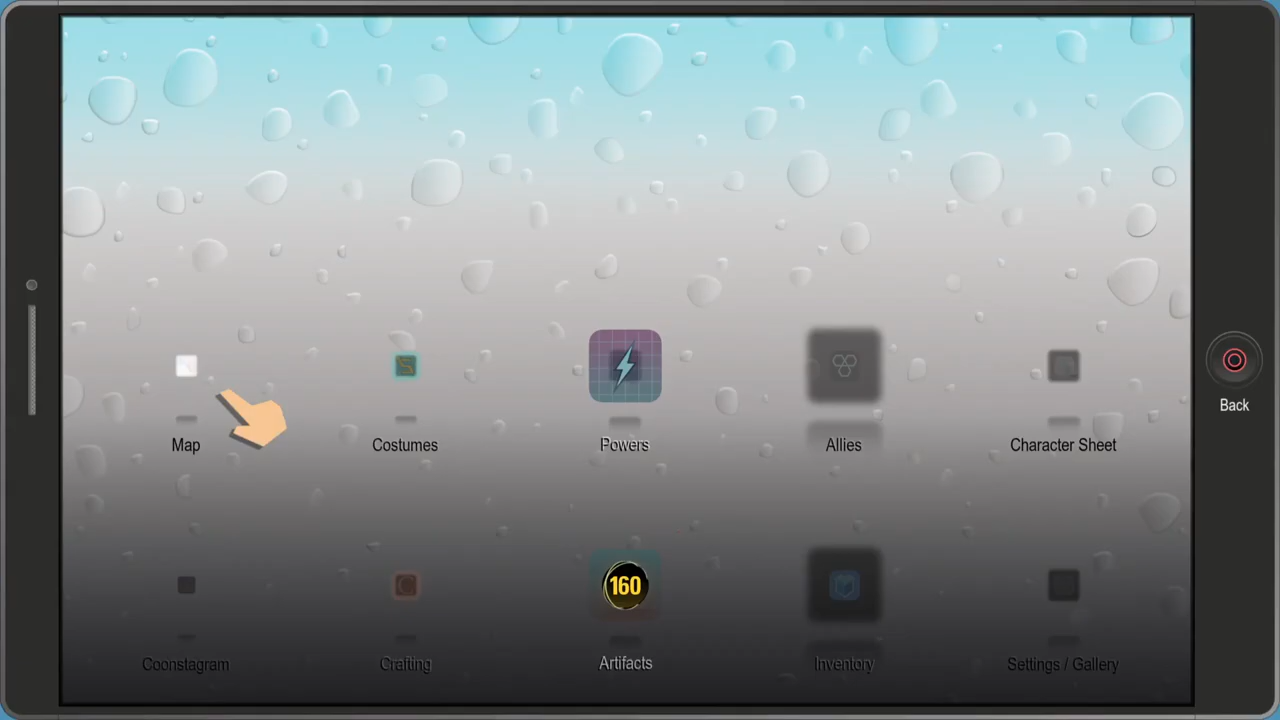 Map
Costumes
Powers
Allies
Character Sheet
Back
160
Coonstagram
Crafting
Artifacts
Inventory
Settings / Gallery